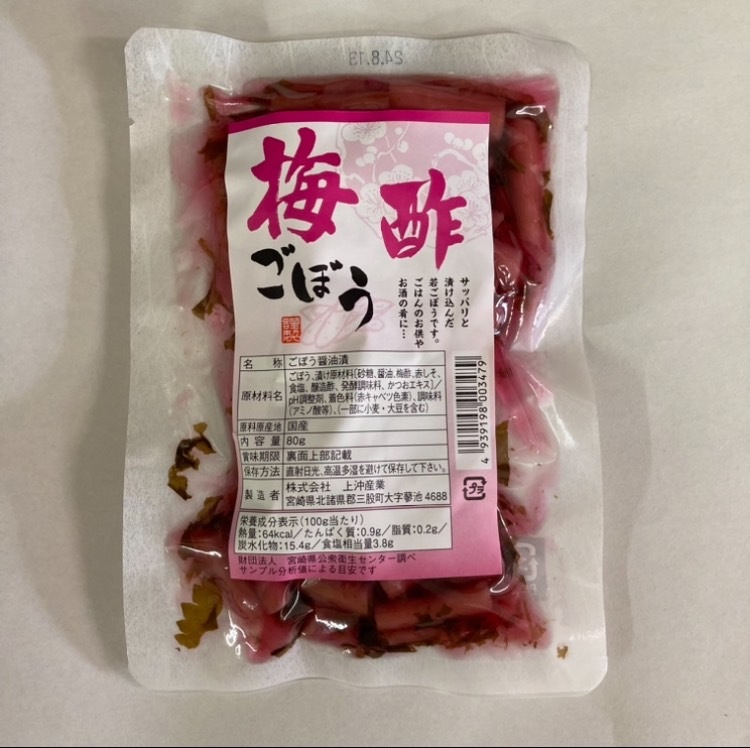 24.8.13
梅酢
ごぼう
サッパリと
漬け込んだ
若ごぼうです。
ごはんのお供や
お酒の肴に…
名称 ごぼう醤油漬
原材料名 ごぼう、漬け原材料〔砂糖、醤油、梅酢、赤しそ、
食塩、醸造酢、発酵調味料、かつおエキス〕／
pH調整剤、着色料（赤キャベツ色素）、調味料
（アミノ酸等）、（一部に小麦・大豆を含む）
原料原産地 国産
内容量 80g
賞味期限 裏面上部記載
保存方法 直射日光、高温多湿を避けて保存して下さい。
製造者 株式会社 上沖産業
宮崎県北諸県郡三股町大字蓼池 4688
栄養成分表示（100g当たり）
熱量：64kcal／たんぱく質：0.9g／脂質：0.2g／
炭水化物：15.4g／食塩相当量3.8g
財団法人 宮崎県公衆衛生センター調べ
サンプル分析値による目安です
4 939198 003479
プラ